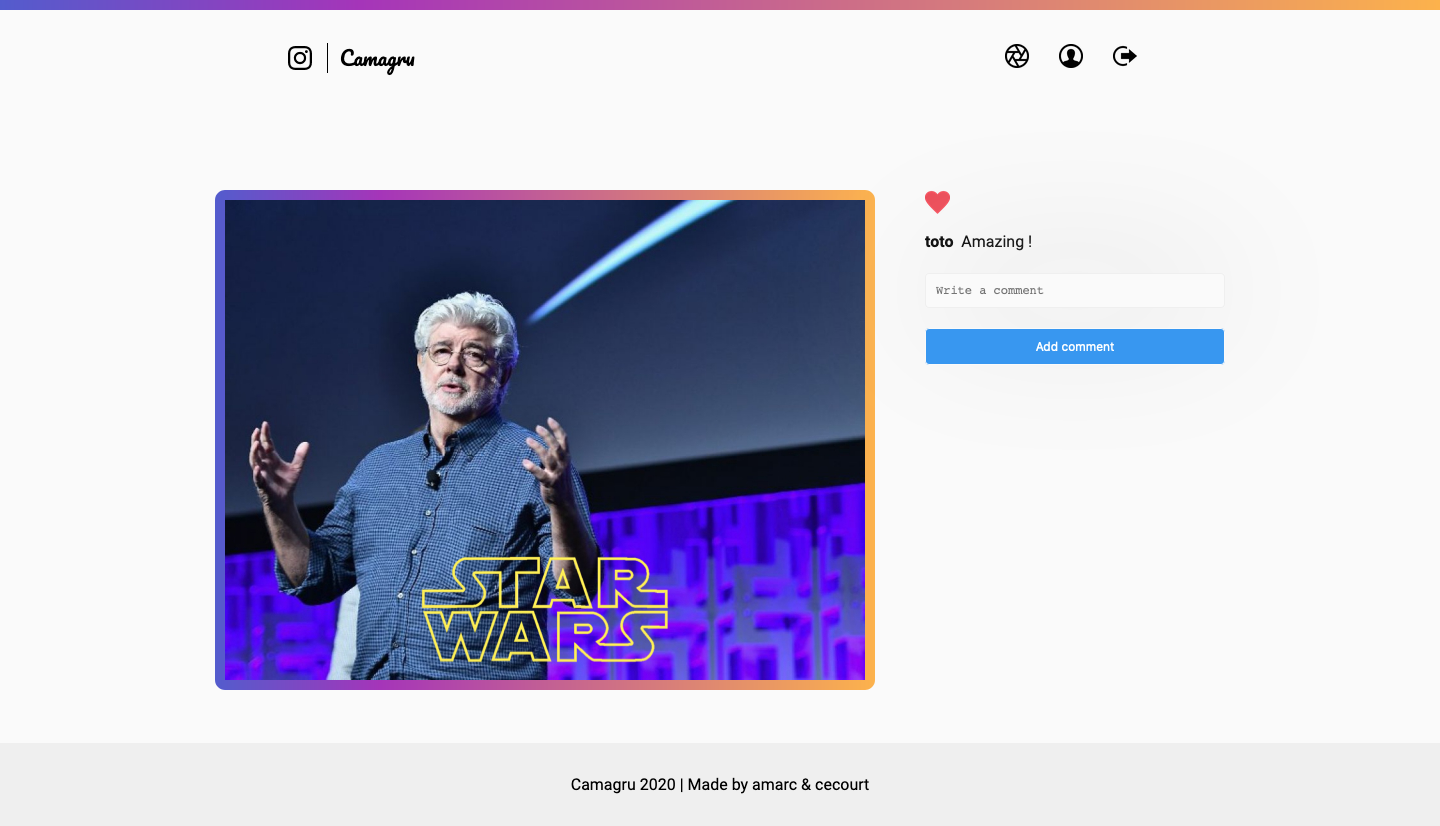 Camagru
toto Amazing !
Write a comment
Add comment
STAR
WARS
Camagru 2020 | Made by amarc & cecourt